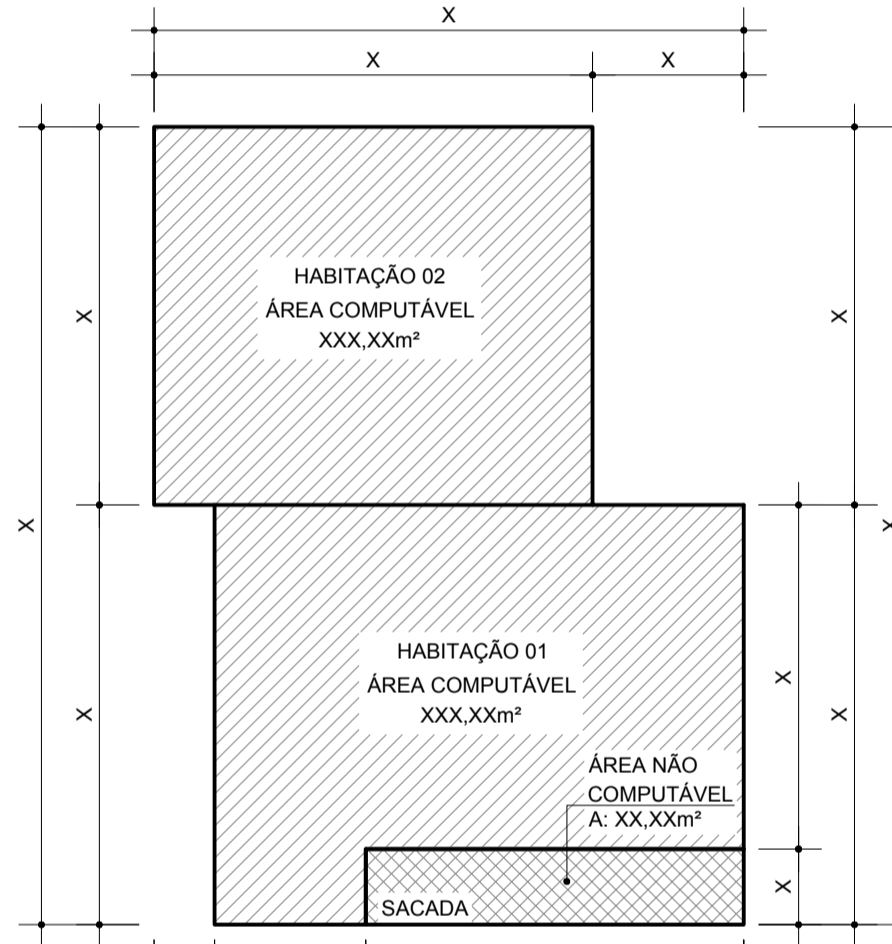 X
X X
HABITAÇÃO 02
ÁREA COMPUTÁVEL
XXX,XXm²
X
X
X
X
HABITAÇÃO 01
ÁREA COMPUTÁVEL
XXX,XXm²
X
X
X
ÁREA NÃO
COMPUTÁVEL
A: XX,XXm²
SACADA
X